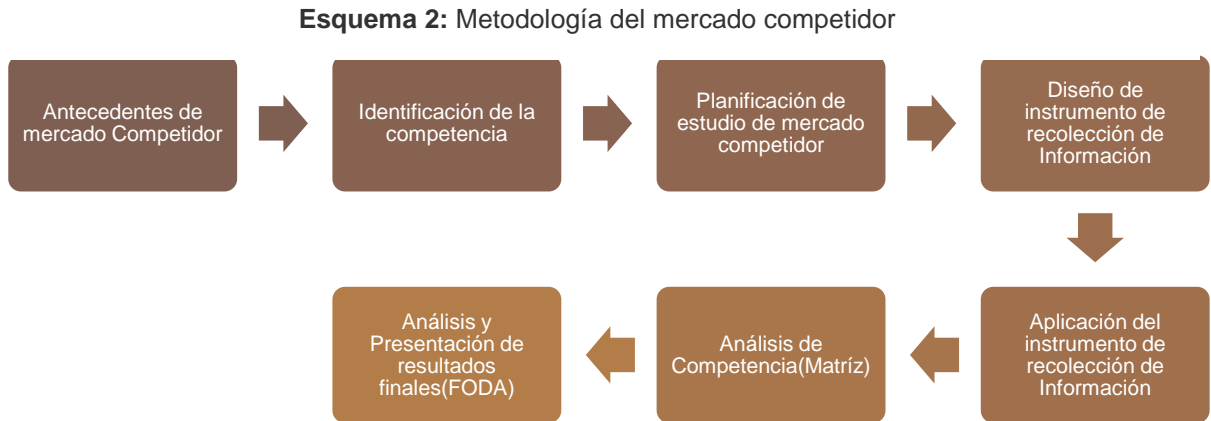 Esquema 2: Metodología del mercado competidor
Antecedentes de
mercado Competidor
Identificación de la
competencia
Planificación de
estudio de mercado
competidor
Diseño de
instrumento de
recolección de
Información
Aplicación del
instrumento de
recolección de
Información
Análisis de
Competencia(Matríz)
Análisis y
Presentación de
resultados
finales(FODA)